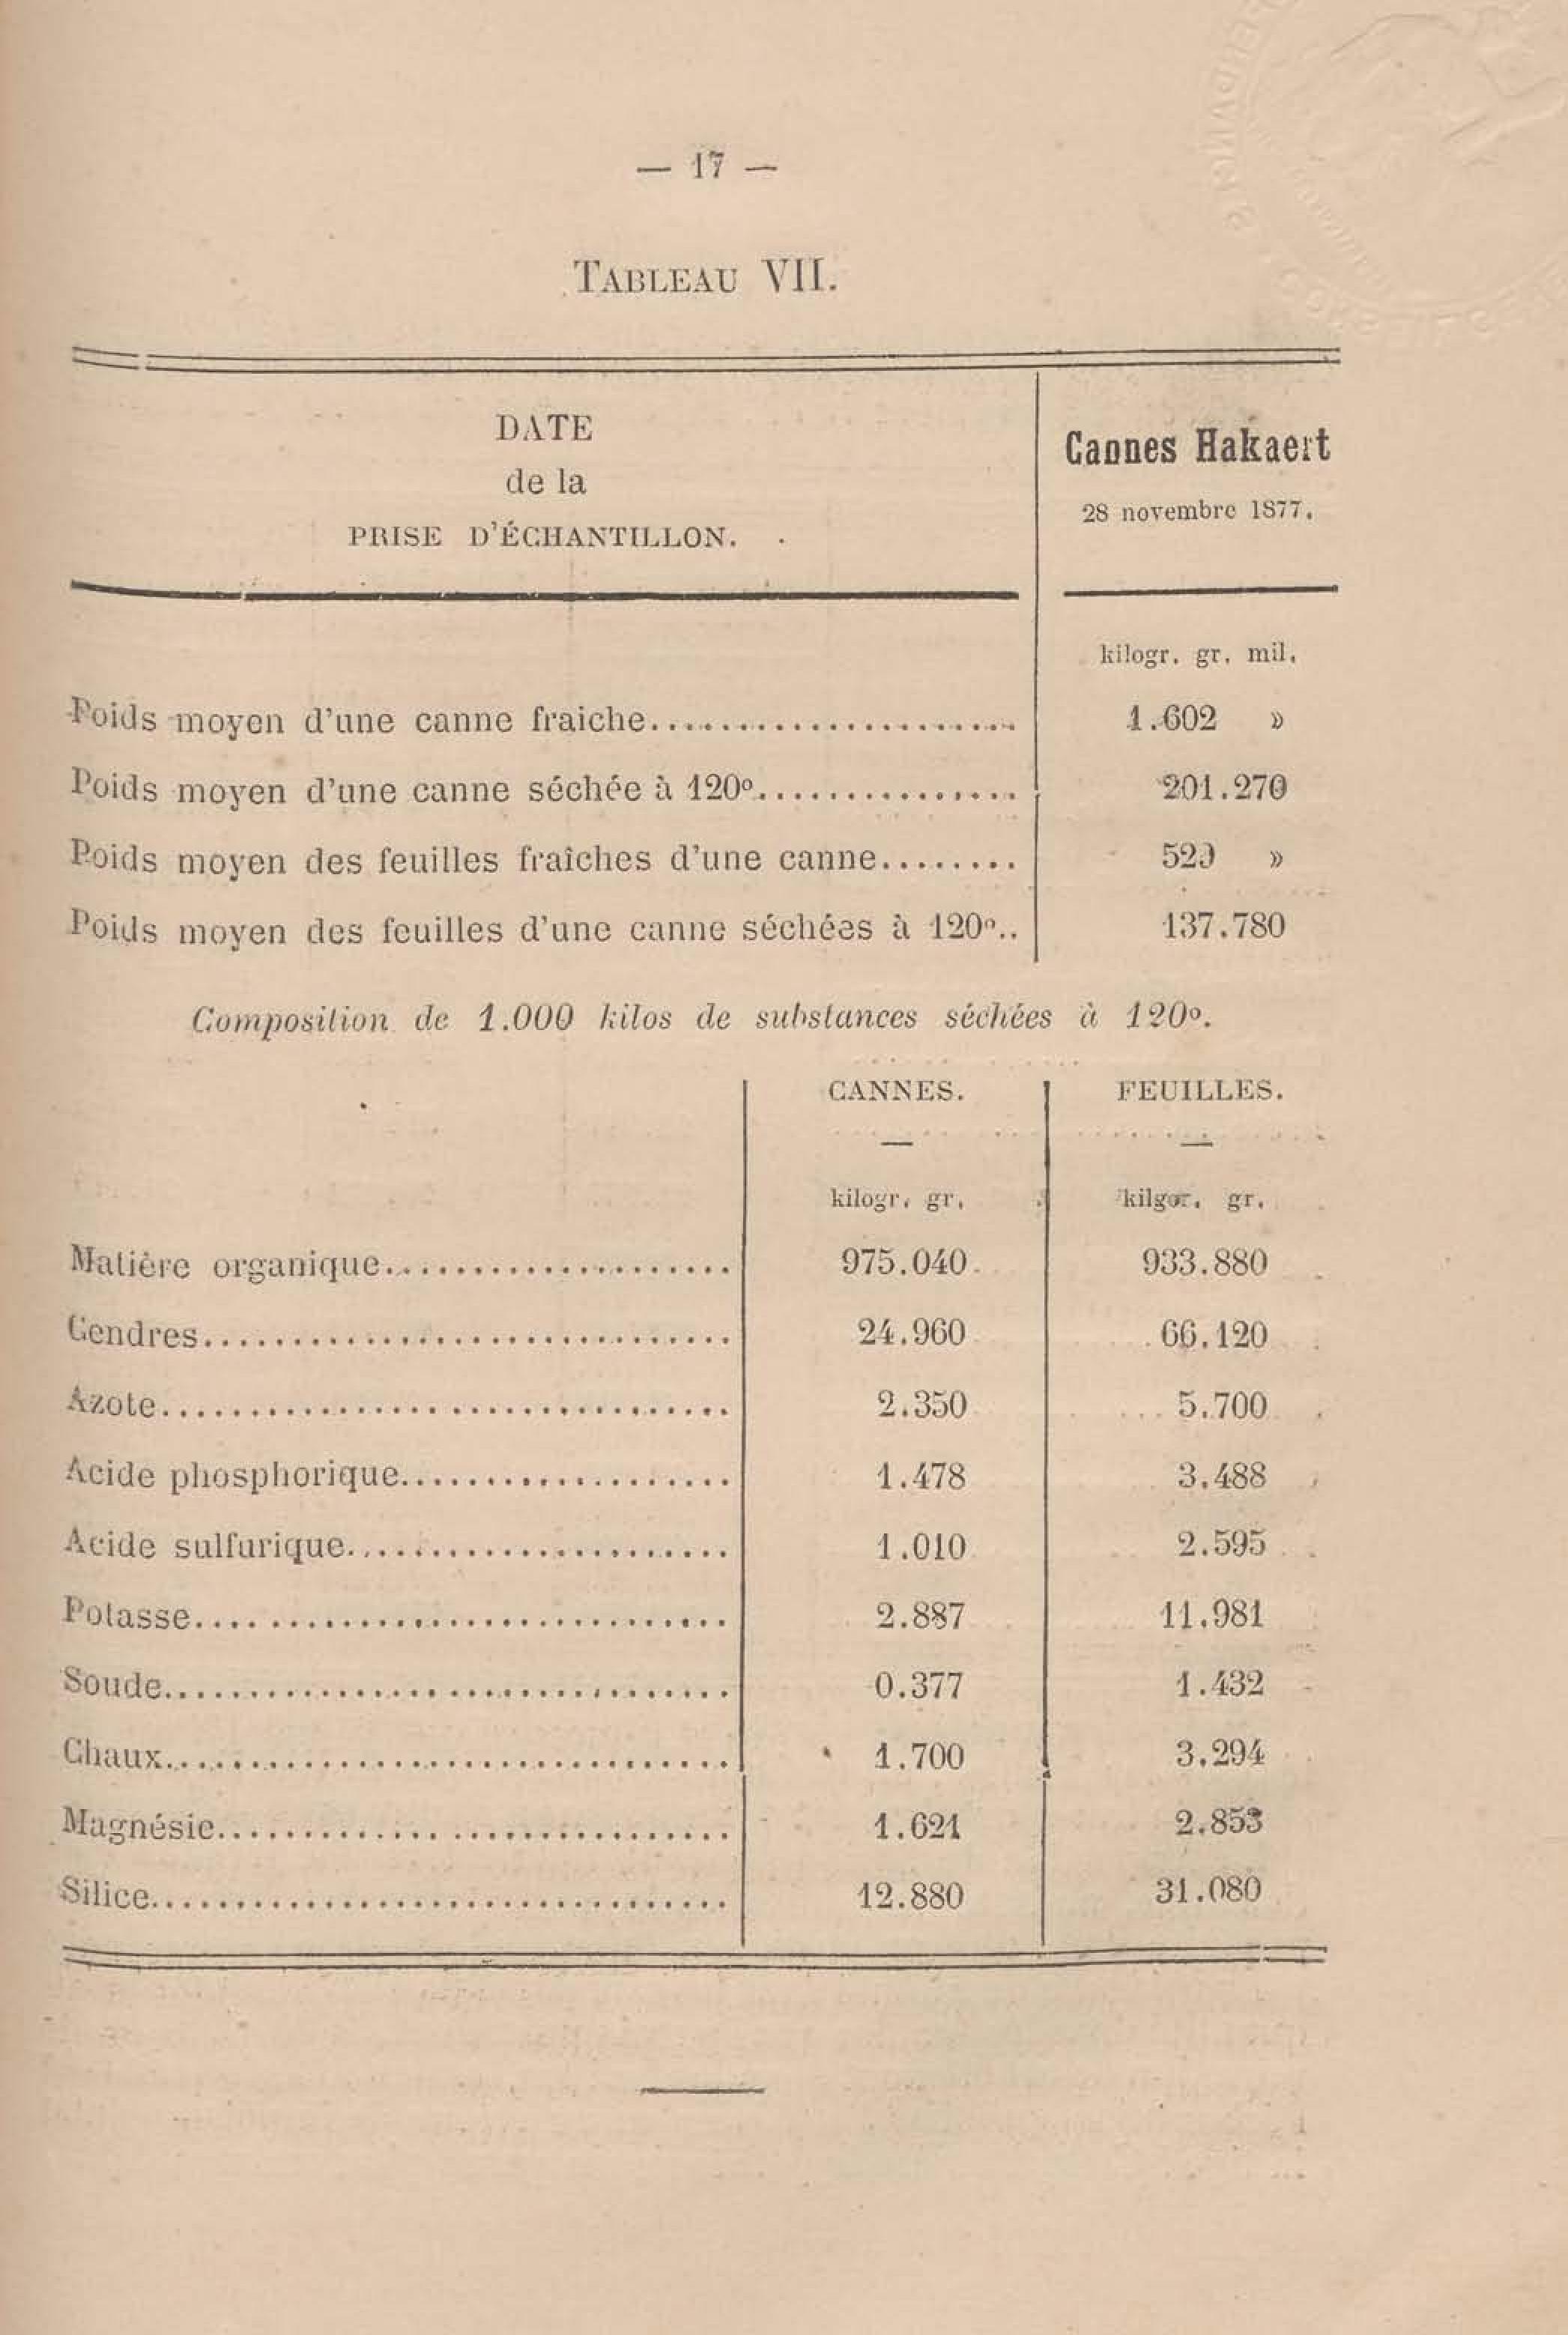 — 17 —
TABLEAU VII.
DATE
de la
PRISE D'ÉCHANTILLON.
Cannes Hakaert
28 novembre 1877.
kilogr. gr. mil.
Poids moyen d'une canne fraiche...................... 1.602 »
Poids moyen d'une canne séchée à 120°............... 201.270
Poids moyen des feuilles fraîches d'une canne........ 520 »
Poids moyen des feuilles d'une canne séchées à 120°.. 137.780
Composition de 1.000 kilos de substances séchées à 120°.
CANNES. FEUILLES.
kilogr. gr. kilgor. gr.
Matière organique.................... 975.040 933.880
Cendres.............................. 24.960 66.120
Azote................................ 2.350 5.700
Acide phosphorique................... 1.478 3.488
Acide sulfurique...................... 1.010 2.595
Potasse.............................. 2.887 11.981
Soude................................ 0.377 1.432
Chaux................................ 1.700 3.294
Magnésie............................. 1.621 2.853
Silice................................ 12.880 31.080